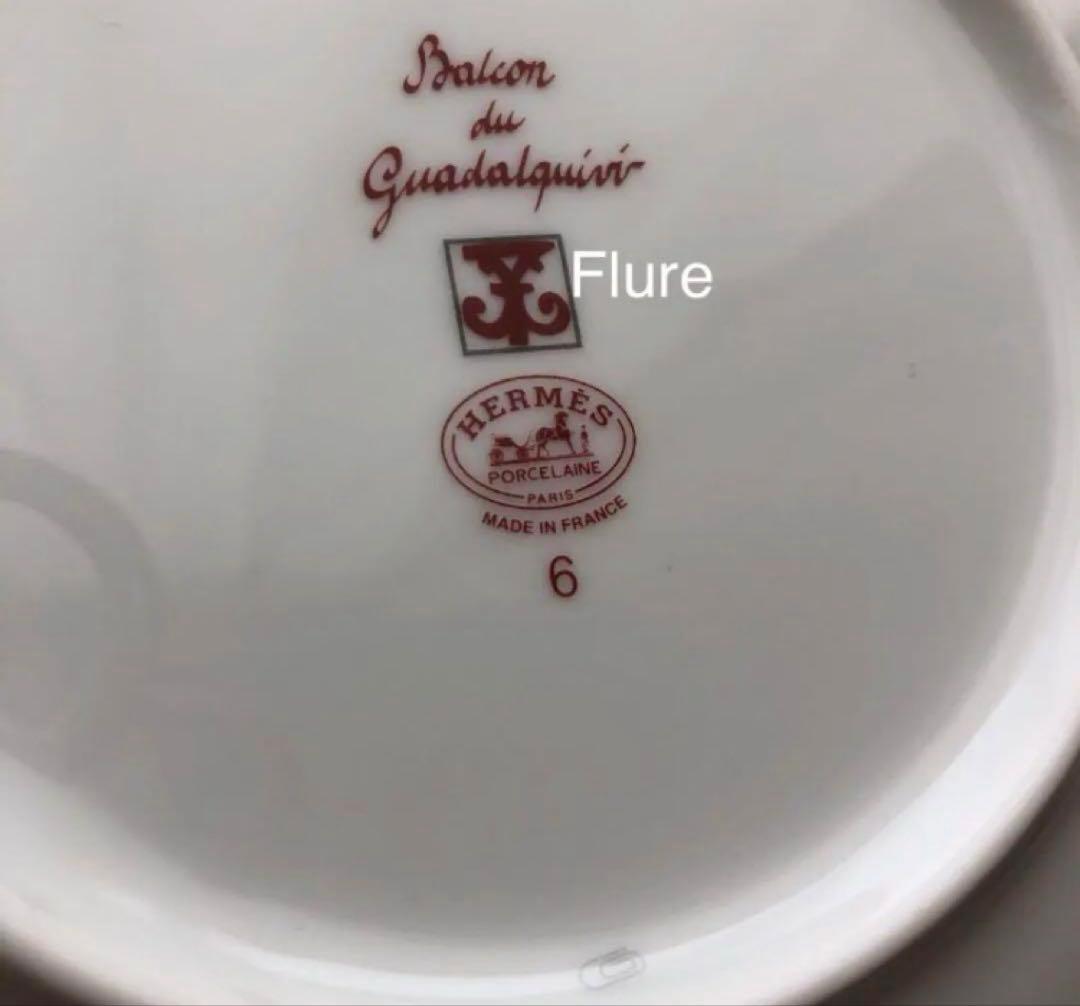 Balcon
du
Guadalquivir
Flure
HERMÈS
PORCELAINE
PARIS
MADE IN FRANCE
6